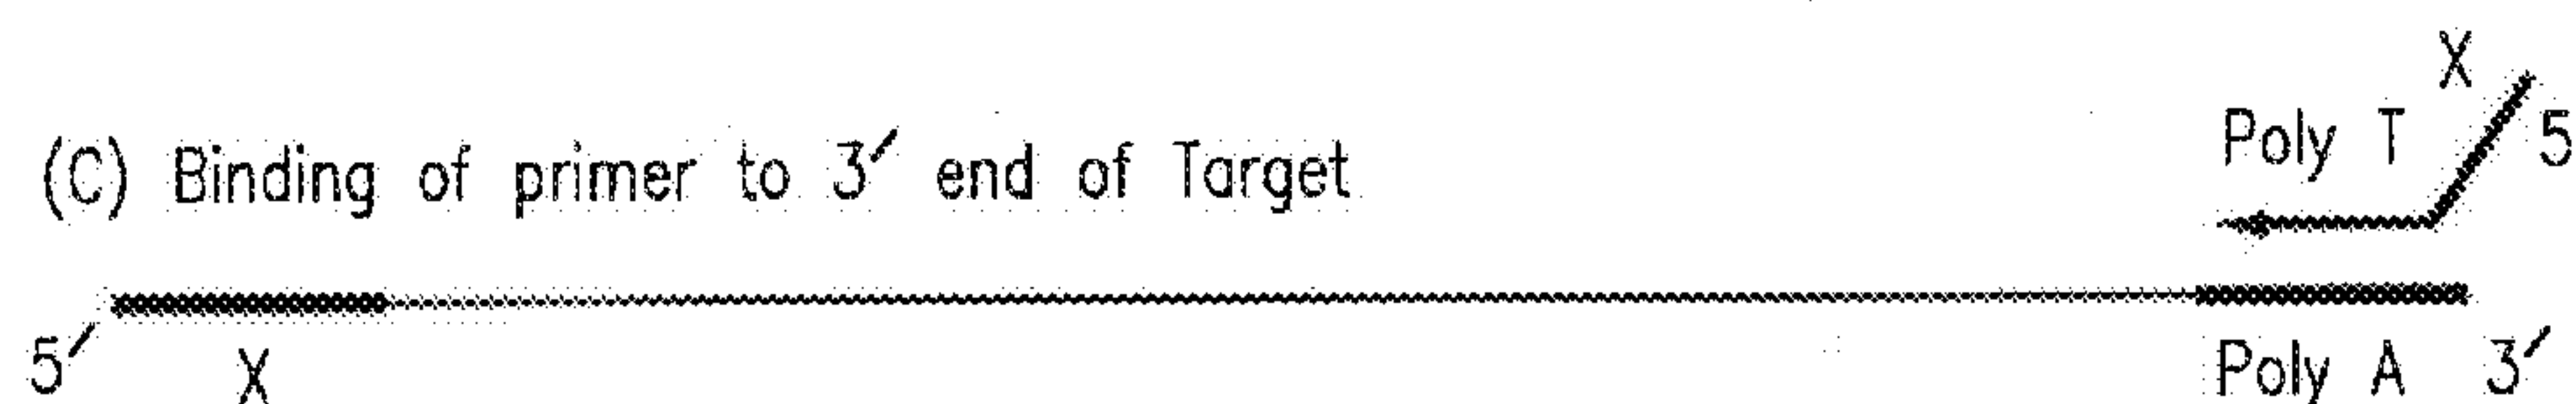 X
Poly T 5
(C) Binding of primer to 3′ end of Target
5′ X Poly A 3′